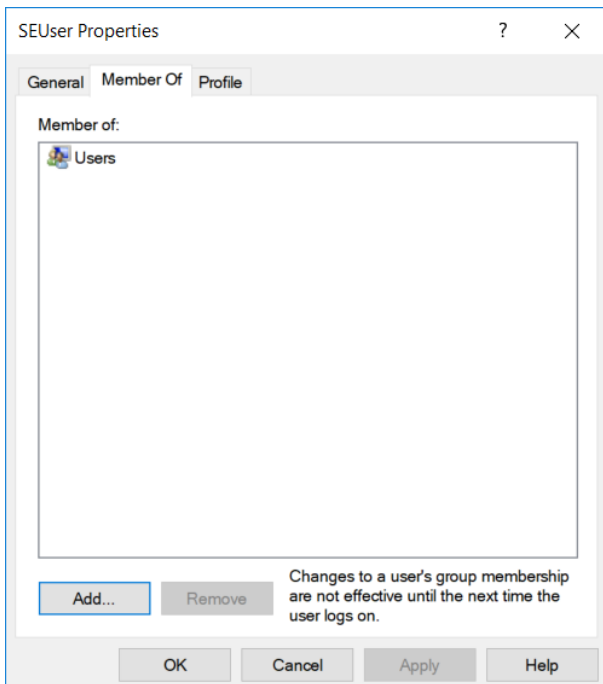 SEUser Properties
?
General Member Of Profile
Member of:
Users
Add... Remove
Changes to a user's group membership
are not effective until the next time the
user logs on.
OK Cancel Apply Help